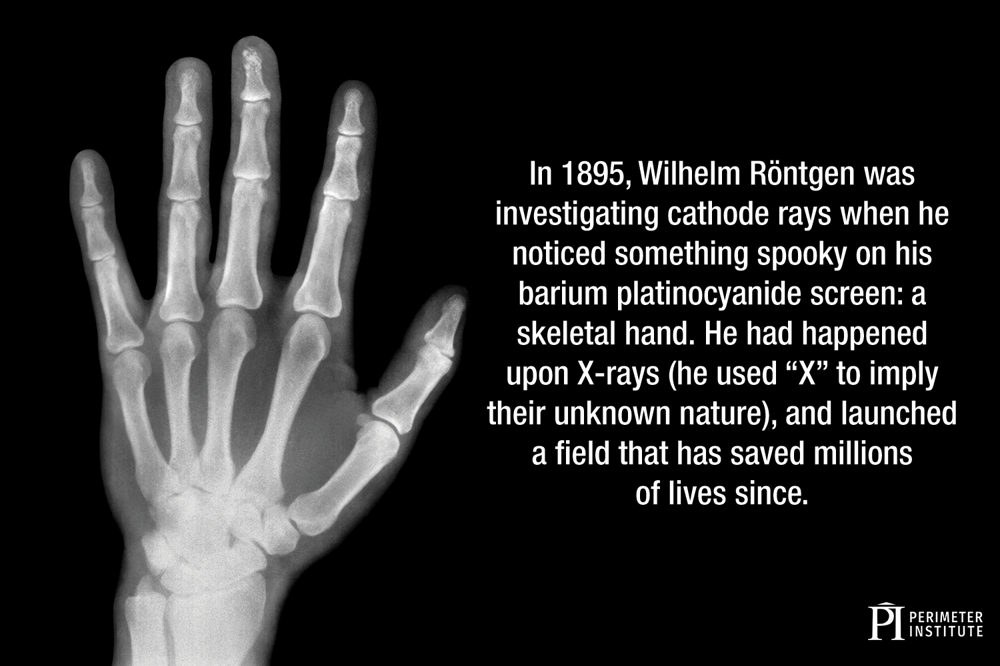 In 1895, Wilhelm Röntgen was
investigating cathode rays when he
noticed something spooky on his
barium platinocyanide screen: a
skeletal hand. He had happened
upon X-rays (he used “X” to imply
their unknown nature), and launched
a field that has saved millions
of lives since.
PI PERIMETER
INSTITUTE